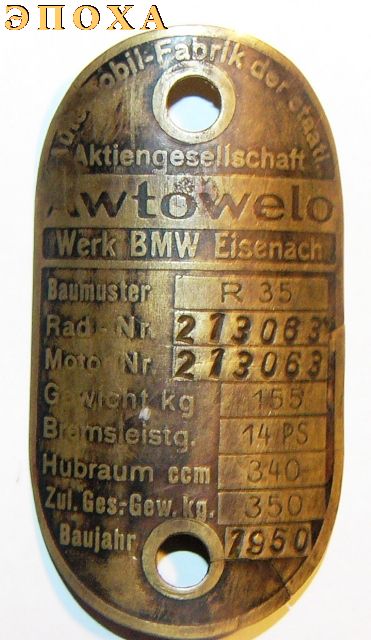 ЭПОХА
Automobil-Fabrik der staatl.
Aktiengesellschaft
Awtowelo
Werk BMW Eisenach
Baumuster R 35
Rad-Nr. 213063
Motor-Nr. 213063
Gewicht kg 155
Bremsleistg. 14 PS
Hubraum ccm 340
Zul. Ges.-Gew. kg. 350
Baujahr 1950